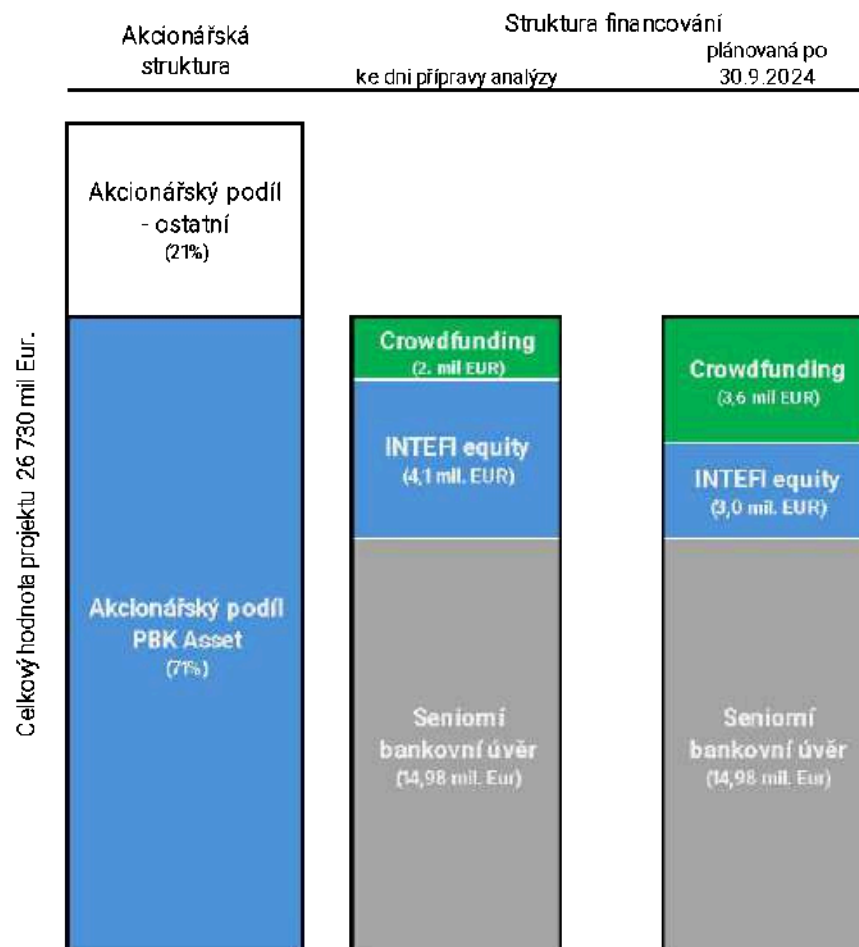 Akcionářská
struktura
Struktura financování
ke dni přípravy analýzy
plánovaná po
30.9.2024
Celkový hodnota projektu 26 730 mil Eur.
Akcionářský podíl
- ostatní
(21%)
Akcionářský podíl
PBK Asset
(71%)
Crowdfunding
(2. mil EUR)
INTEFI equity
(4,1 mil. EUR)
Seniorní
bankovní úvěr
(14,98 mil. Eur)
Crowdfunding
(3,6 mil EUR)
INTEFI equity
(3,0 mil. EUR)
Seniorní
bankovní úvěr
(14,98 mil. Eur)